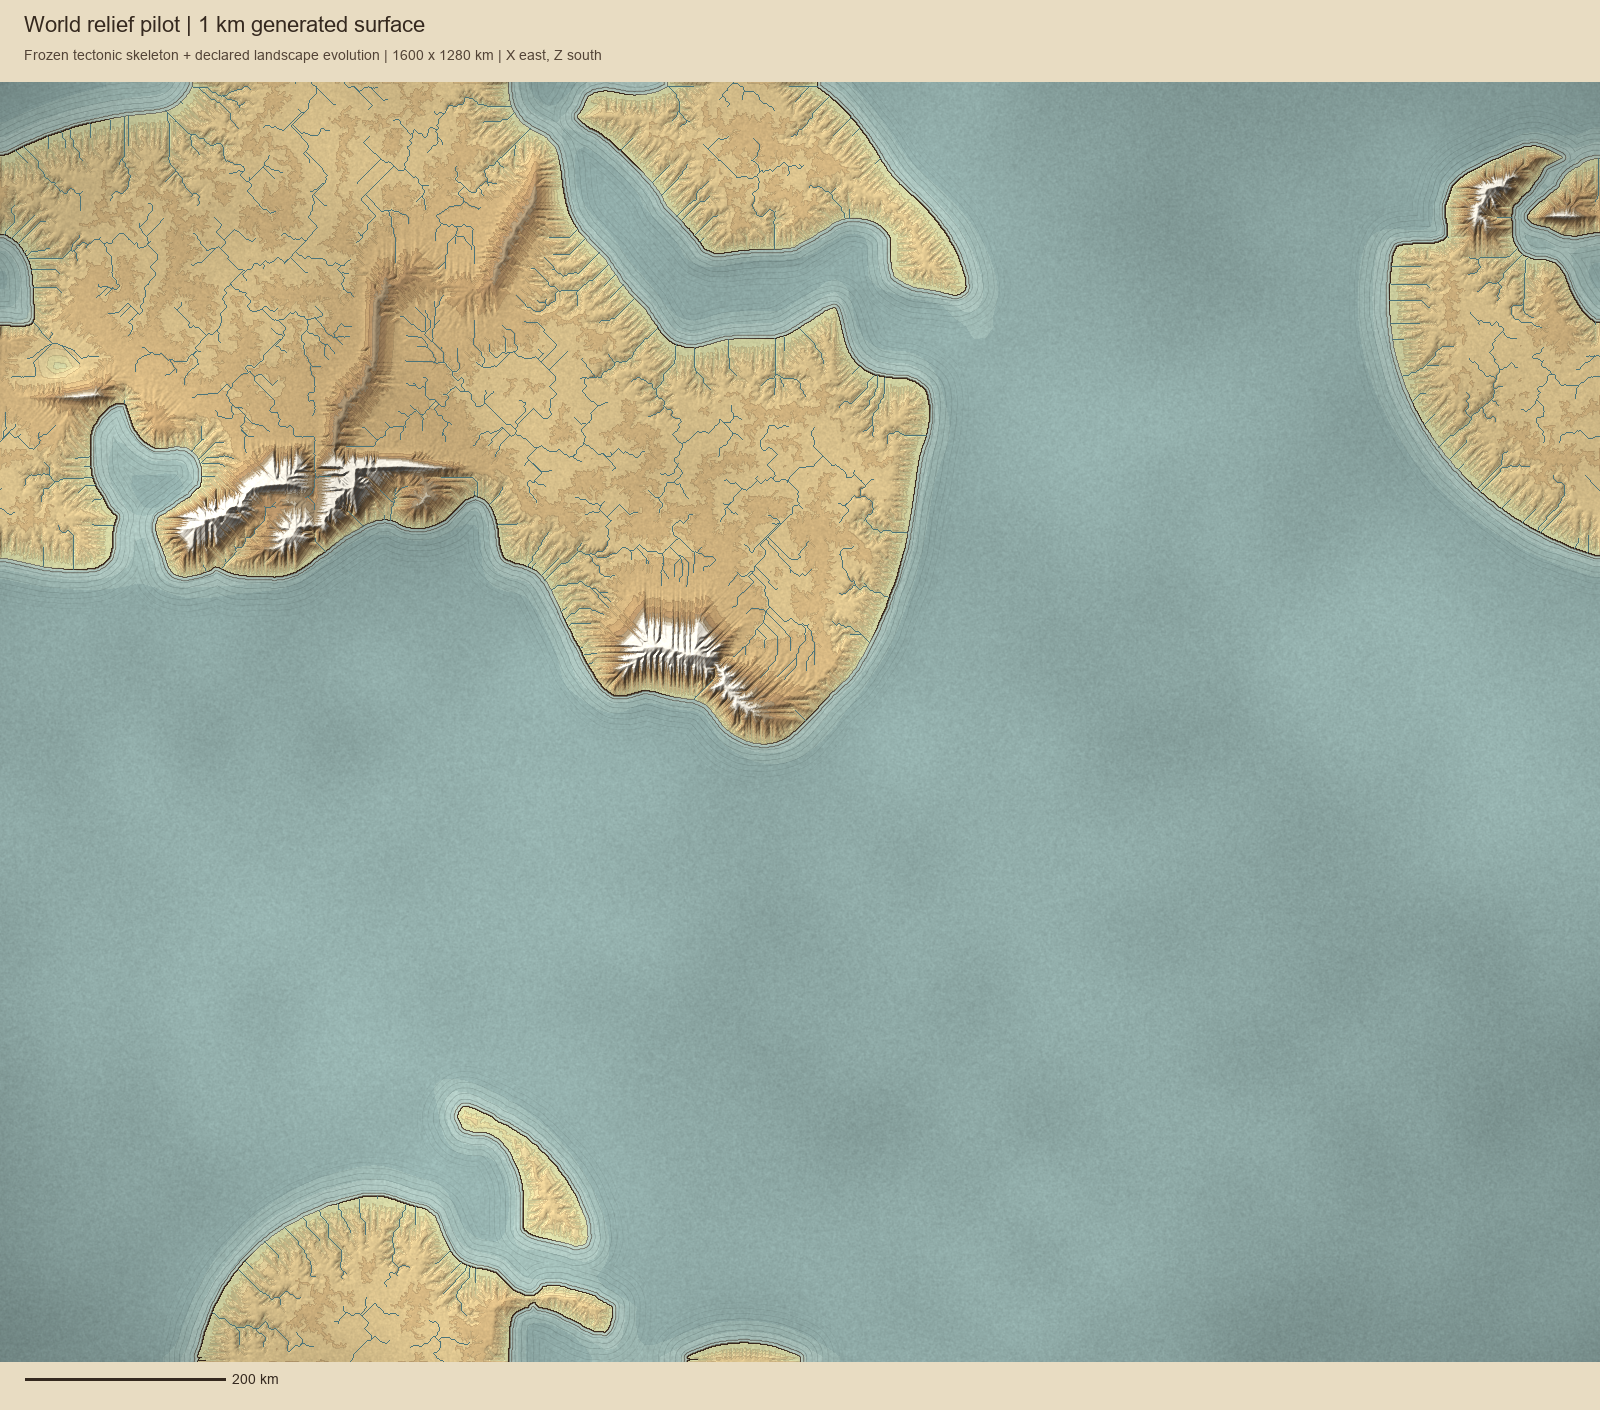 World relief pilot | 1 km generated surface
Frozen tectonic skeleton + declared landscape evolution | 1600 x 1280 km | X east, Z south
200 km